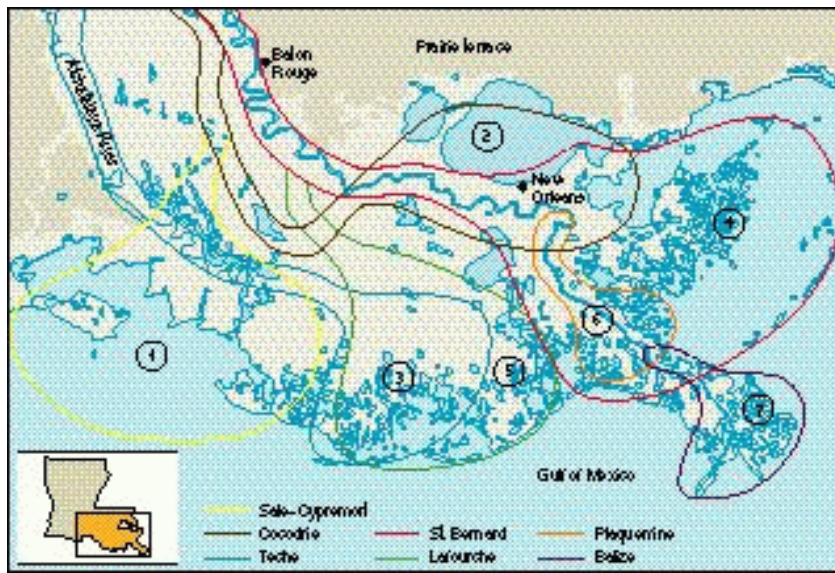 Prairie Terrace
Baton
Rouge
Atchafalaya River
2
New
Orleans
4
6
1
3
5
7
Gulf of Mexico
Sale-Cypremort
Cocodrie
St. Bernard
Plaquemine
Teche
Lafourche
Balize